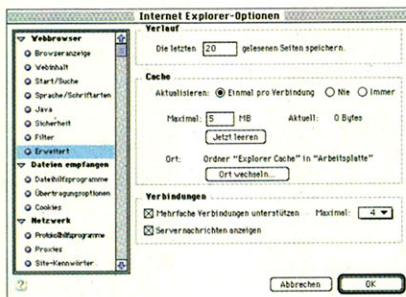 Internet Explorer-Optionen
Webbrowser
Browseranzeige
Webinhalt
Start/Suche
Sprache/Schriftarten
Java
Sicherheit
Filter
Erweitert
Dateien empfangen
Dateihilfsprogramme
Übertragungsoptionen
Cookies
Netzwerk
Protokollhilfsprogramme
Proxies
Site-Kennwörter
Verlauf
Die letzten 20 gelesenen Seiten speichern.
Cache
Aktualisieren: Einmal pro Verbindung Nie Immer
Maximal: 5 MB Aktuell: 0 Bytes
Jetzt leeren
Ort: Ordner "Explorer Cache" in "Arbeitsplatte"
Ort wechseln...
Verbindungen
Mehrfache Verbindungen unterstützen Maximal: 4
Servernachrichten anzeigen
Abbrechen OK